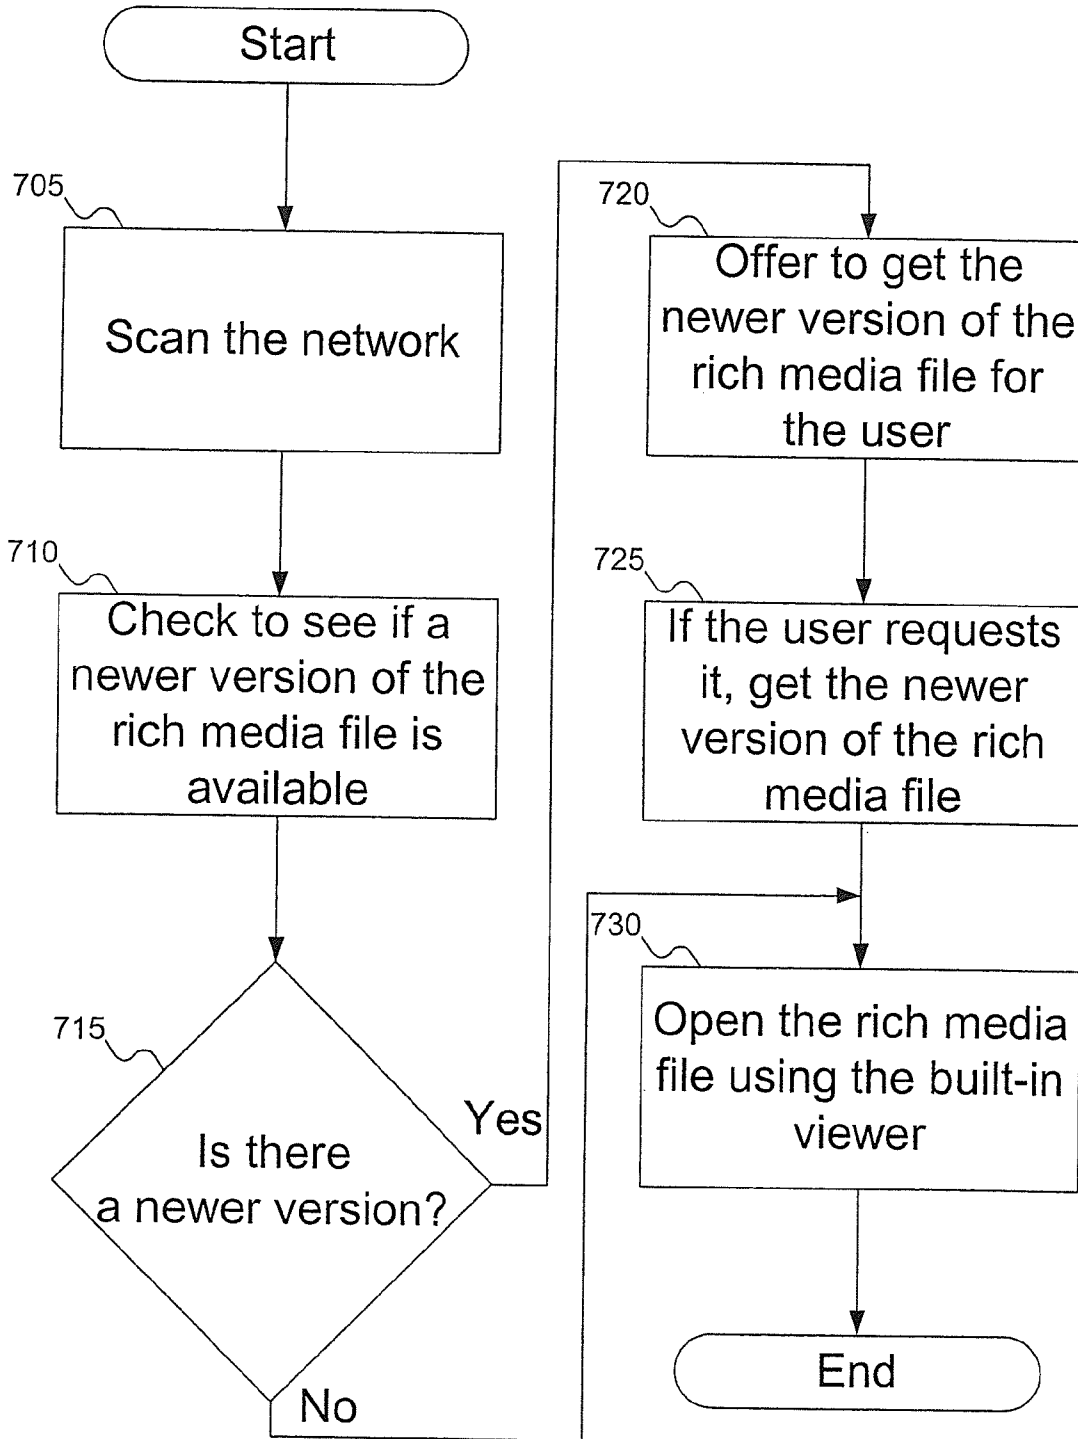 Start
705
Scan the network
710
Check to see if a
newer version of the
rich media file is
available
715
Is there
a newer version?
Yes
No
720
Offer to get the
newer version of the
rich media file for
the user
725
If the user requests
it, get the newer
version of the rich
media file
730
Open the rich media
file using the built-in
viewer
End